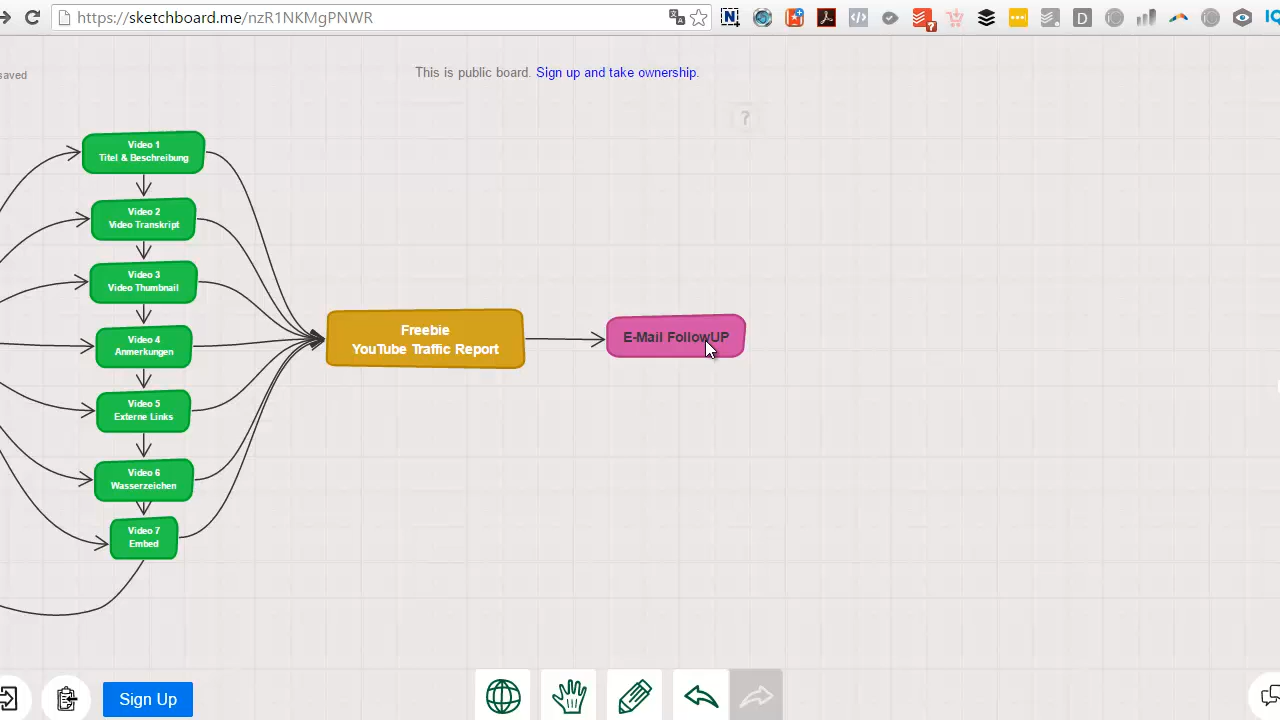 https://sketchboard.me/nzR1NKMgPNWR
saved
This is public board. Sign up and take ownership.
?
Video 1
Titel & Beschreibung
Video 2
Video Transkript
Video 3
Video Thumbnail
Video 4
Anmerkungen
Video 5
Externe Links
Video 6
Wasserzeichen
Video 7
Embed
Freebie
YouTube Traffic Report
E-Mail FollowUP
Sign Up